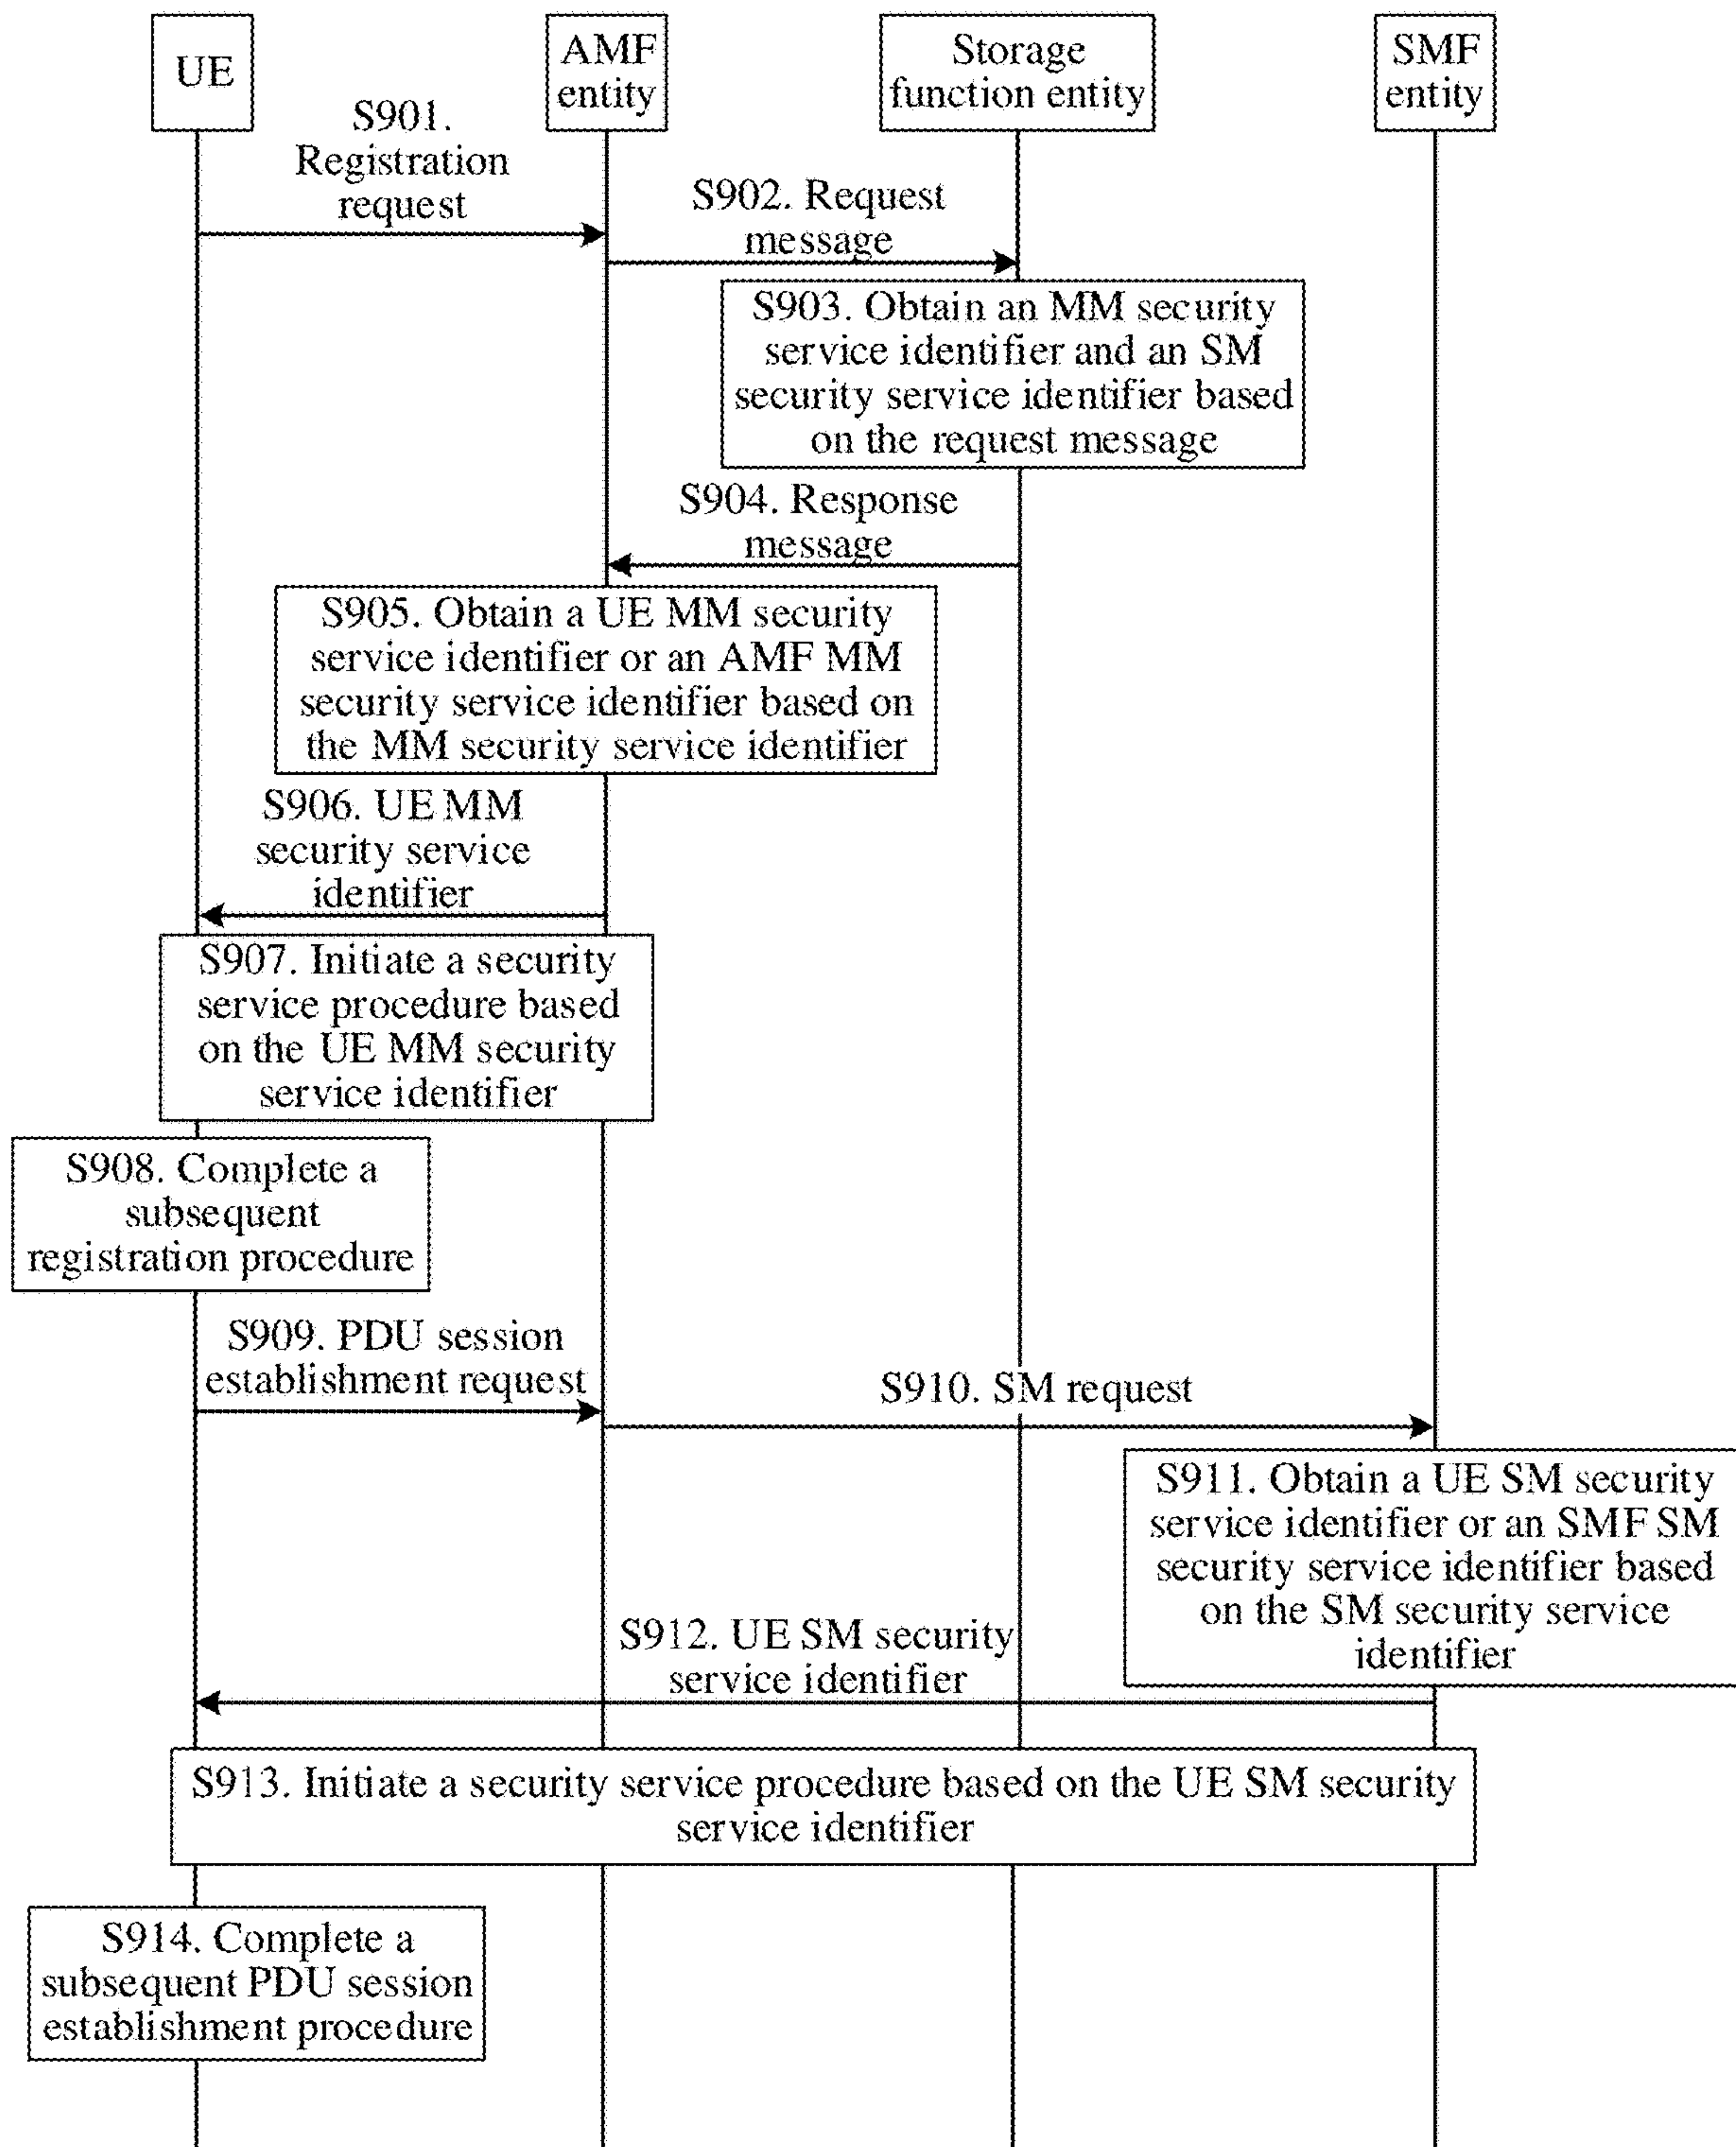 UE
AMF
entity
Storage
function entity
SMF
entity
S901.
Registration
request
S902. Request
message
S903. Obtain an MM security
service identifier and an SM
security service identifier based
on the request message
S904. Response
message
S905. Obtain a UE MM security
service identifier or an AMF MM
security service identifier based on
the MM security service identifier
S906. UE MM
security service
identifier
S907. Initiate a security
service procedure based
on the UE MM security
service identifier
S908. Complete a
subsequent
registration procedure
S909. PDU session
establishment request
S910. SM request
S911. Obtain a UE SM security
service identifier or an SMF SM
security service identifier based
on the SM security service
identifier
S912. UE SM security
service identifier
S913. Initiate a security service procedure based on the UE SM security
service identifier
S914. Complete a
subsequent PDU session
establishment procedure